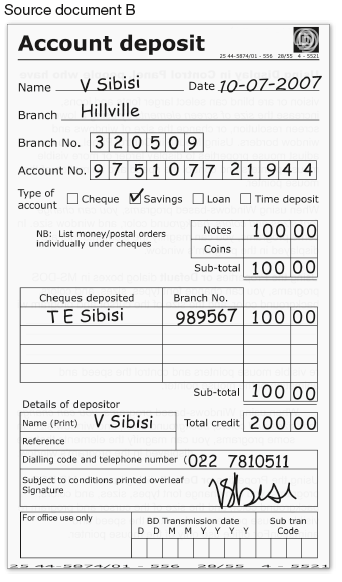 Source document B
Account deposit
25 44-5874/01 - 556 28/55 4 - 5521
Name V Sibisi Date 10-07-2007
Branch Hillville
Branch No. 3 2 0 5 0 9
Account No. 9 7 5 1 0 7 7 2 1 9 4 4
Type of account Cheque Savings Loan Time deposit
NB: List money/postal orders individually under cheques
Notes 100 00
Coins
Sub-total 100 00
Cheques deposited Branch No.
T E Sibisi 989567 100 00
Sub-total 100 00
Details of depositor
Name (Print) V Sibisi Total credit 200 00
Reference
Dialling code and telephone number (022 7810511
Subject to conditions printed overleaf
Signature VSibisi
For office use only BD Transmission date Sub tran Code
D D M M Y Y Y Y
25 44-5874/01 - 556 28/55 4 - 5521